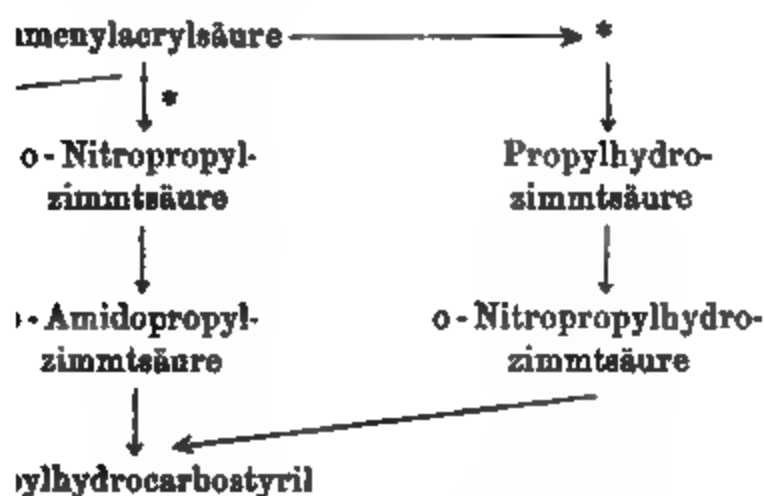 menylacrylsäure *
*
o-Nitropropyl- Propylhydro-
zimmtsäure zimmtsäure
-Amidopropyl- o-Nitropropylhydro-
zimmtsäure zimmtsäure
ylhydrocarbostyril